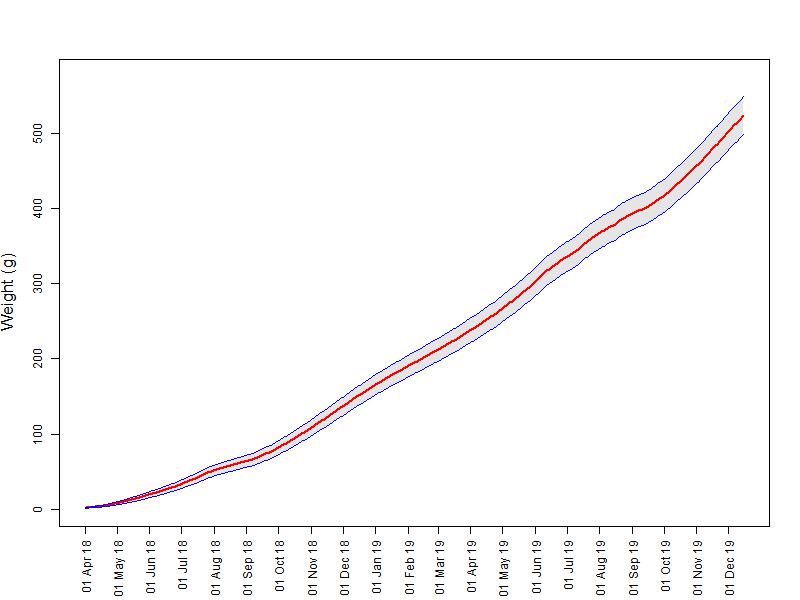 Weight (g)
500
400
300
200
100
0
01 Apr 18
01 May 18
01 Jun 18
01 Jul 18
01 Aug 18
01 Sep 18
01 Oct 18
01 Nov 18
01 Dec 18
01 Jan 19
01 Feb 19
01 Mar 19
01 Apr 19
01 May 19
01 Jun 19
01 Jul 19
01 Aug 19
01 Sep 19
01 Oct 19
01 Nov 19
01 Dec 19